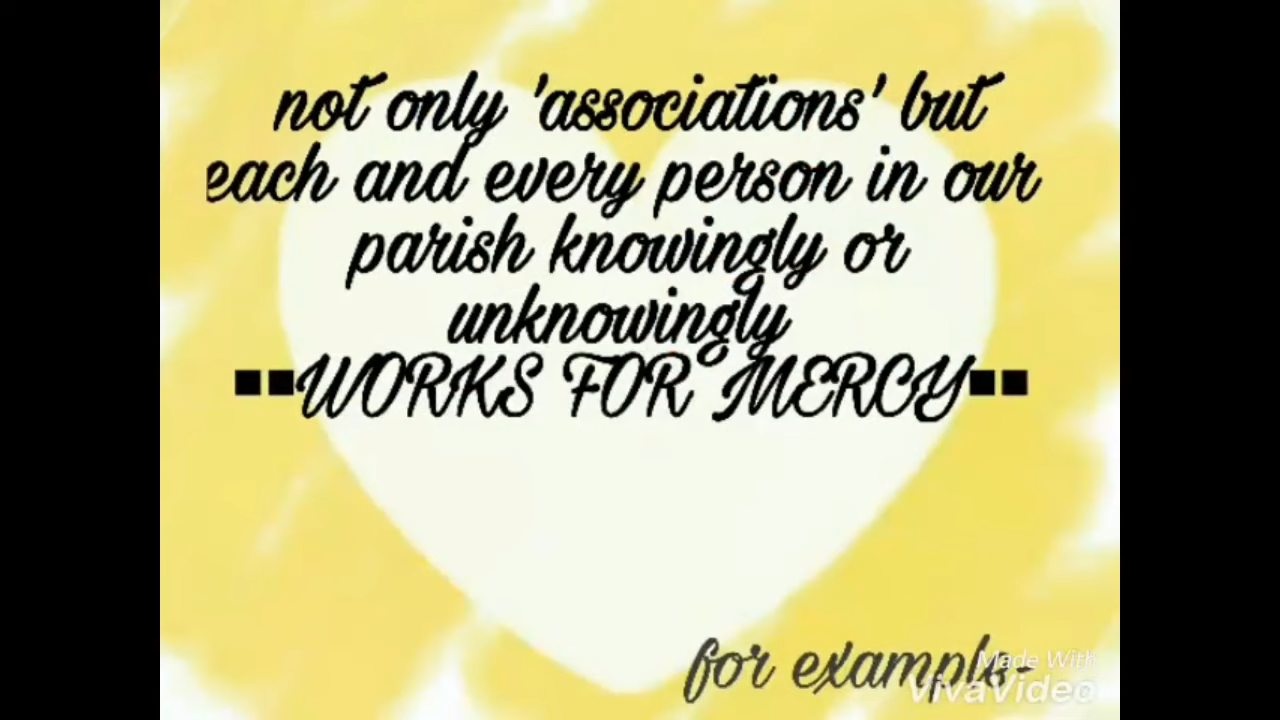 not only 'associations' but
each and every person in our
parish knowingly or
unknowingly
▪▪WORKS FOR MERCY▪▪
for example-
Made With
VivaVideo